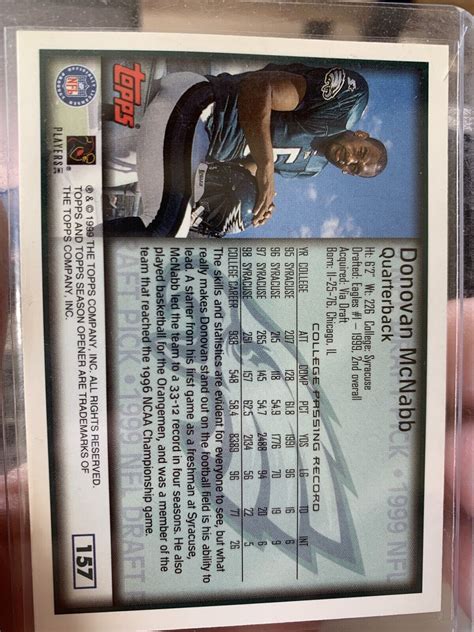 Donovan McNabb
Quarterback
Ht: 6'2" Wt: 226 College: Syracuse
Drafted: Eagles #1 - 1999, 2nd overall
Acquired: Via Draft
Born: 11-25-76, Chicago, IL
COLLEGE PASSING RECORD
YR COLLEGE ATT COMP PCT YDS LG TD INT
95 SYRACUSE 207 128 61.8 1991 96 16 6
96 SYRACUSE 215 118 54.9 1776 70 19 9
97 SYRACUSE 265 145 54.7 2488 94 20 6
98 SYRACUSE 251 157 62.5 2134 56 22 5
COLLEGE CAREER 938 548 58.4 8389 96 77 26
The skills and statistics are evident for everyone to see, but what
really makes Donovan stand out on the football field is his ability to
lead. A starter from his first game as a freshman at Syracuse,
McNabb led the team to a 33-12 record in four seasons. He also
played basketball for the Orangemen, and was a member of the
team that reached the 1996 NCAA Championship game.
PICK • 1999 NFL DRAFT
AFT PICK • 1999 NFL DRAFT P
157
TOPPS
NFL
PLAYERS INC
® & © 1999 THE TOPPS COMPANY, INC. ALL RIGHTS RESERVED.
TOPPS AND TOPPS SEASON OPENER ARE TRADEMARKS OF
THE TOPPS COMPANY, INC.